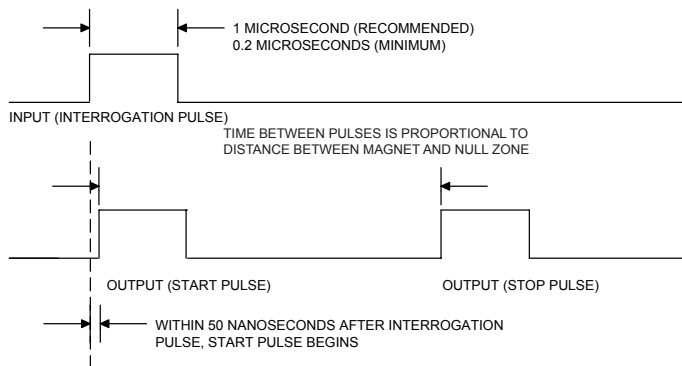 1 MICROSECOND (RECOMMENDED)
0.2 MICROSECONDS (MINIMUM)
INPUT (INTERROGATION PULSE)
TIME BETWEEN PULSES IS PROPORTIONAL TO
DISTANCE BETWEEN MAGNET AND NULL ZONE
OUTPUT (START PULSE)
OUTPUT (STOP PULSE)
WITHIN 50 NANOSECONDS AFTER INTERROGATION
PULSE, START PULSE BEGINS